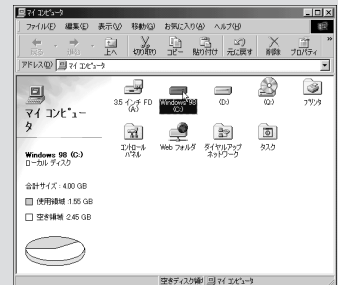 マイ コンピュータ
ファイル(F) 編集(E) 表示(V) 移動(G) お気に入り(A) ヘルプ(H)
戻る 進む 上へ 切り取り コピー 貼り付け 元に戻す 削除 プロパティ
アドレス(D) マイ コンピュータ
マイ コンピュー
タ
Windows 98 (C:)
ローカル ディスク
合計サイズ: 4.00 GB
使用領域: 1.55 GB
空き領域: 2.45 GB
3.5 インチ FD
(A:)
Windows 98
(C:)
(D:)
(Q:)
プリンタ
コントロール
パネル
Web フォルダ
ダイヤルアップ
ネットワーク
タスク
空きディスク領
マイ コンピュータ